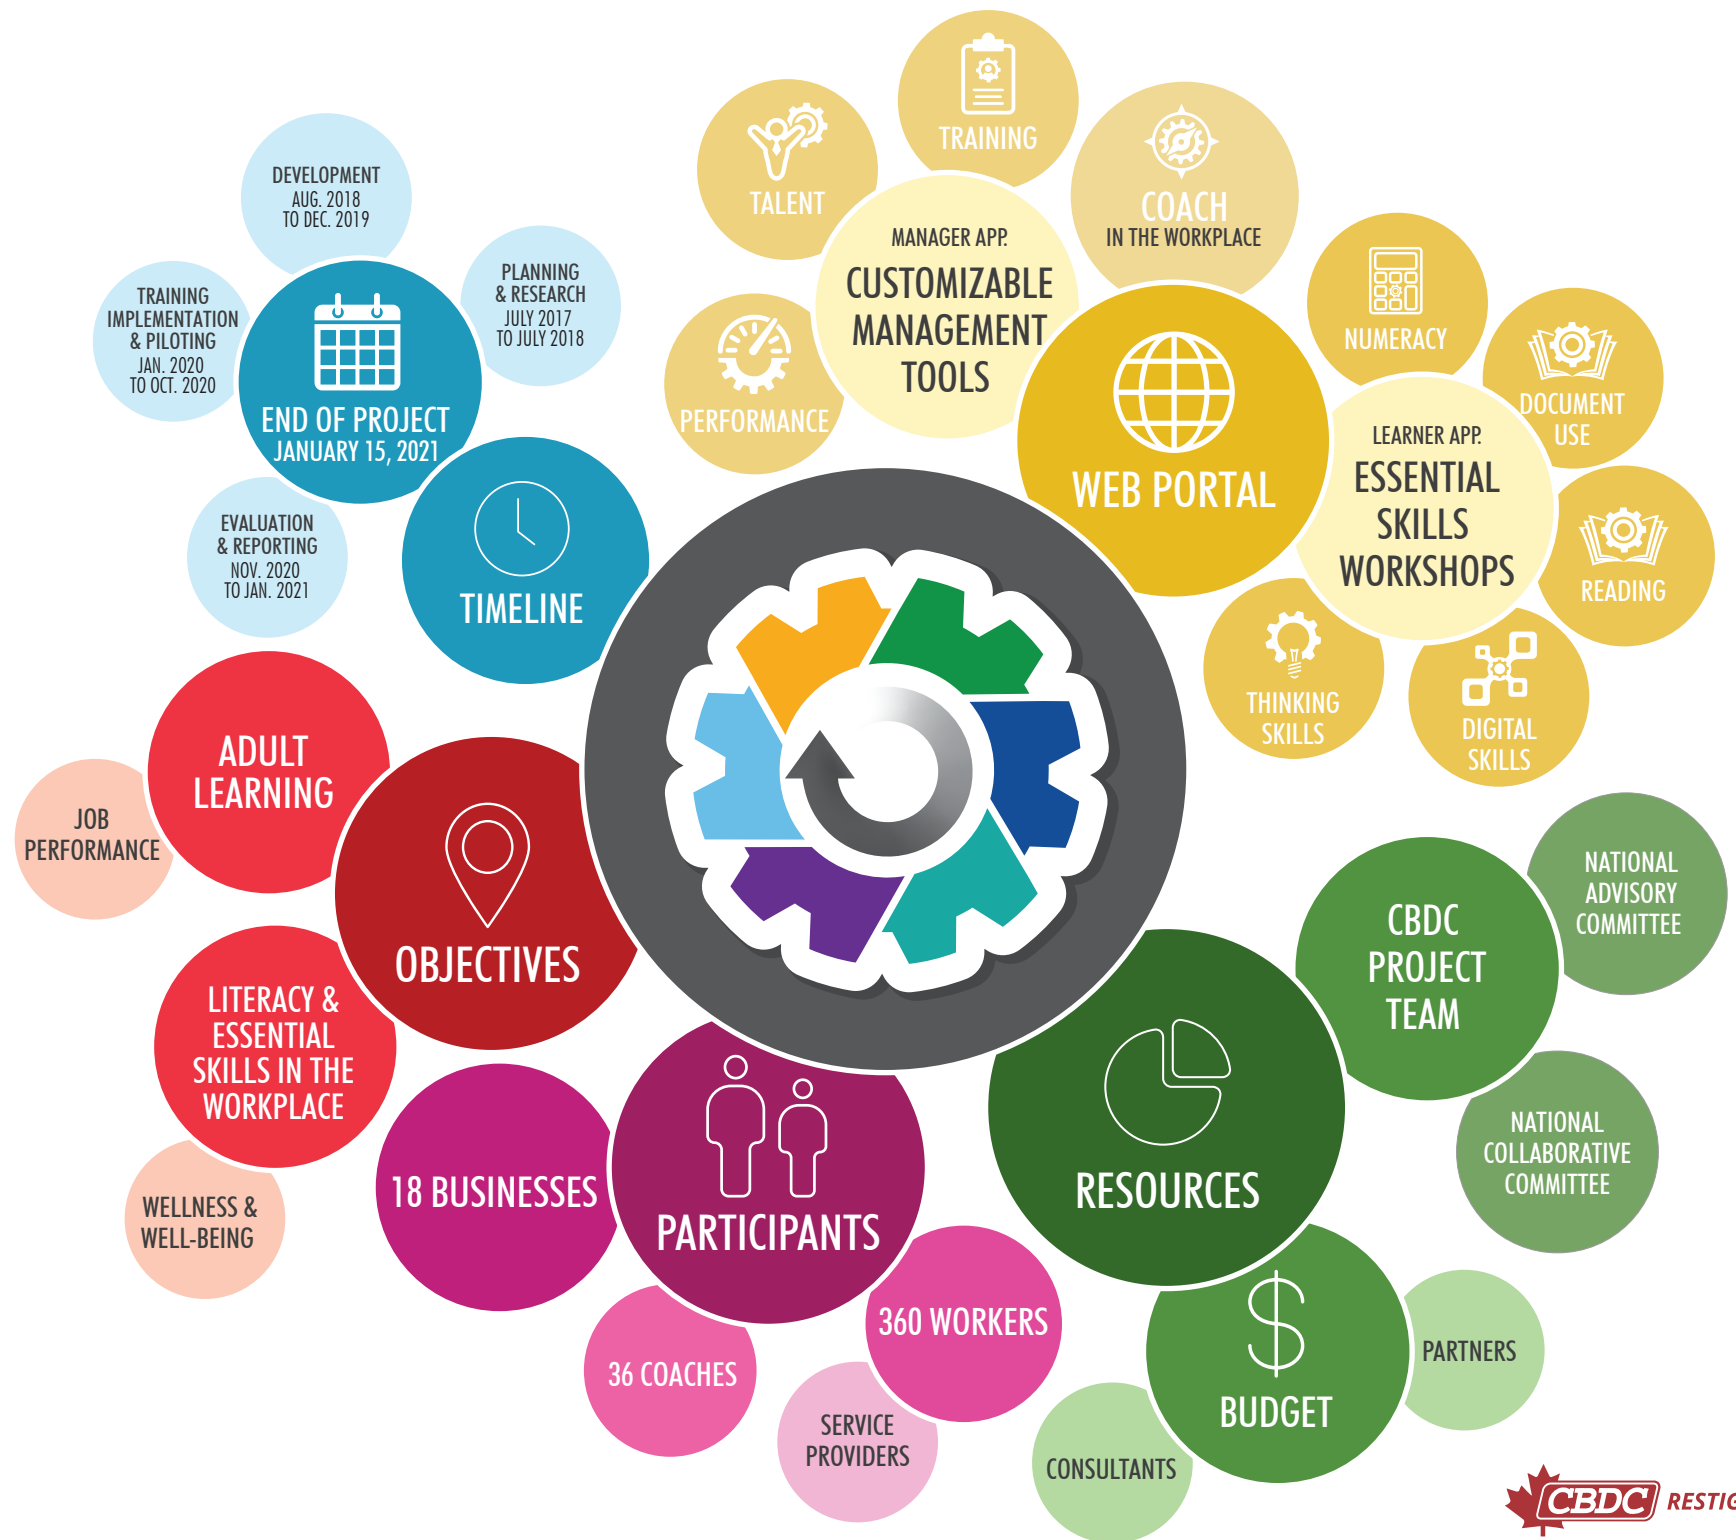 TRAINING
TALENT
COACH
IN THE WORKPLACE
MANAGER APP.
CUSTOMIZABLE
MANAGEMENT
TOOLS
PERFORMANCE
WEB PORTAL
NUMERACY
DOCUMENT
USE
LEARNER APP.
ESSENTIAL
SKILLS
WORKSHOPS
READING
THINKING
SKILLS
DIGITAL
SKILLS
DEVELOPMENT
AUG. 2018
TO DEC. 2019
PLANNING
& RESEARCH
JULY 2017
TO JULY 2018
TRAINING
IMPLEMENTATION
& PILOTING
JAN. 2020
TO OCT. 2020
END OF PROJECT
JANUARY 15, 2021
EVALUATION
& REPORTING
NOV. 2020
TO JAN. 2021
TIMELINE
ADULT
LEARNING
JOB
PERFORMANCE
OBJECTIVES
LITERACY &
ESSENTIAL
SKILLS IN THE
WORKPLACE
WELLNESS &
WELL-BEING
18 BUSINESSES
PARTICIPANTS
36 COACHES
360 WORKERS
SERVICE
PROVIDERS
RESOURCES
CBDC
PROJECT
TEAM
NATIONAL
ADVISORY
COMMITTEE
NATIONAL
COLLABORATIVE
COMMITTEE
BUDGET
PARTNERS
CONSULTANTS
CBDC